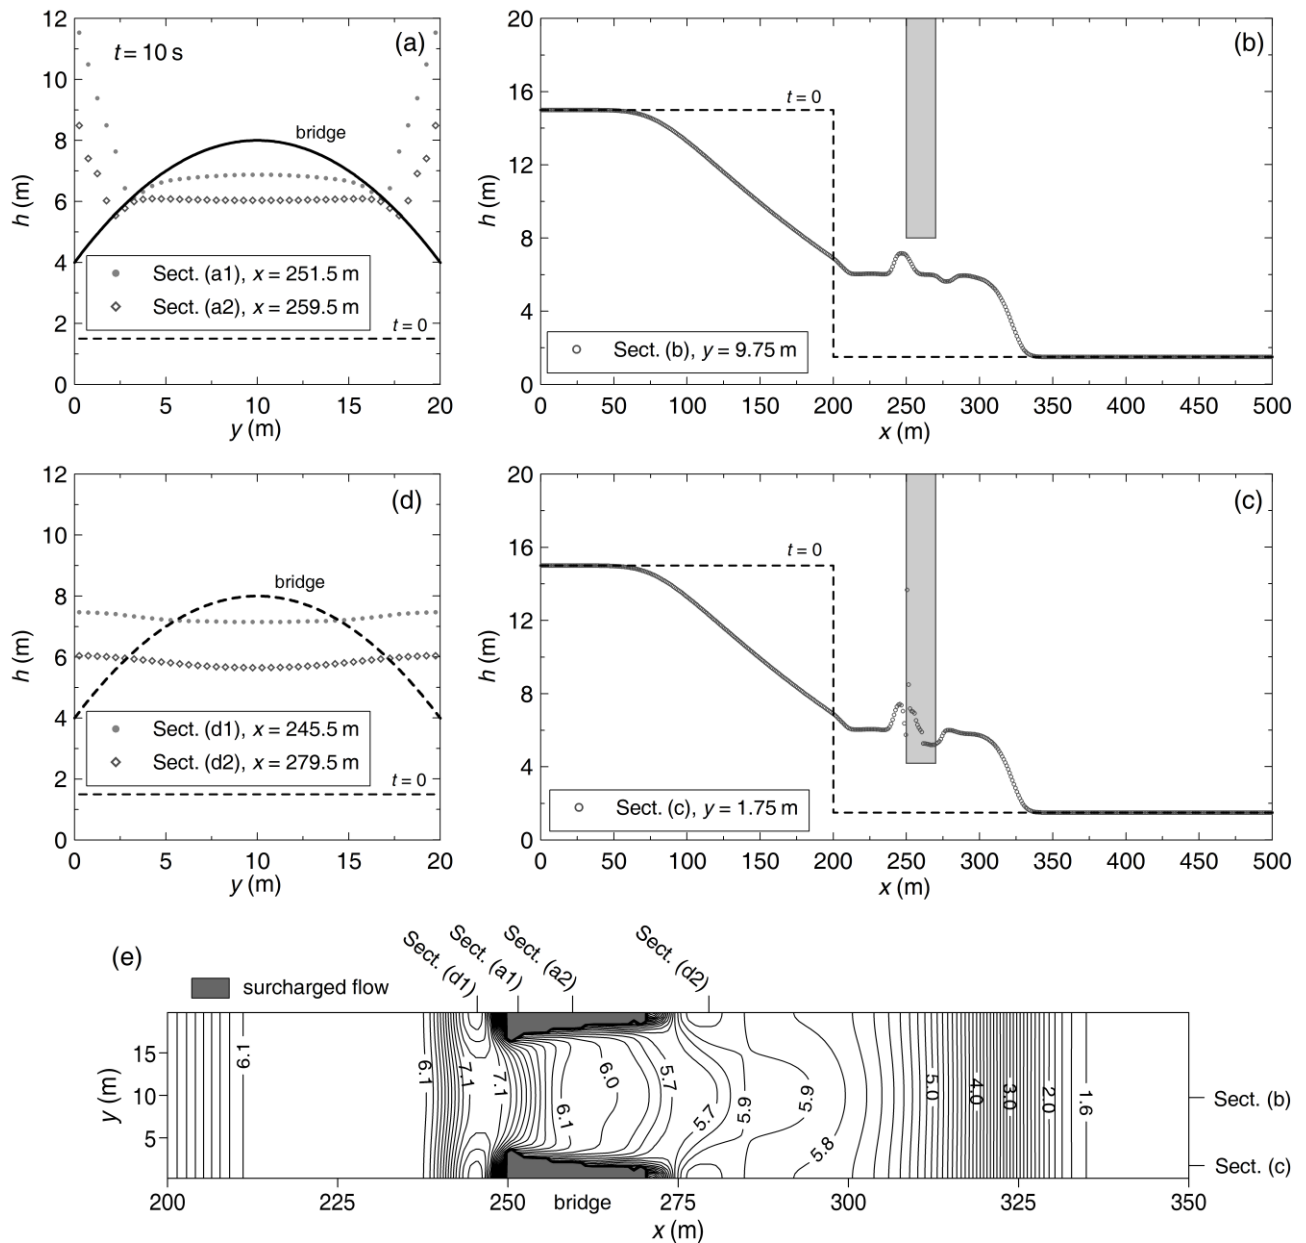 12
10
8
6
4
2
0
h (m)
t = 10 s
(a)
bridge
Sect. (a1), x = 251.5 m
Sect. (a2), x = 259.5 m
t = 0
0 5 10 15 20
y (m)
20
16
12
8
4
0
h (m)
(b)
t = 0
Sect. (b), y = 9.75 m
0 50 100 150 200 250 300 350 400 450 500
x (m)
12
10
8
6
4
2
0
h (m)
(d)
bridge
Sect. (d1), x = 245.5 m
Sect. (d2), x = 279.5 m
t = 0
0 5 10 15 20
y (m)
20
16
12
8
4
0
h (m)
(c)
t = 0
Sect. (c), y = 1.75 m
0 50 100 150 200 250 300 350 400 450 500
x (m)
(e)
surcharged flow
Sect. (d1)
Sect. (a1)
Sect. (a2)
Sect. (d2)
15
10
5
y (m)
6.1
6.1
7.1
7.1
6.1
6.0
5.7
5.7
5.6
5.9
5.8
5.0
4.0
3.0
2.0
1.6
Sect. (b)
Sect. (c)
200 225 250 bridge 275 300 325 350
x (m)